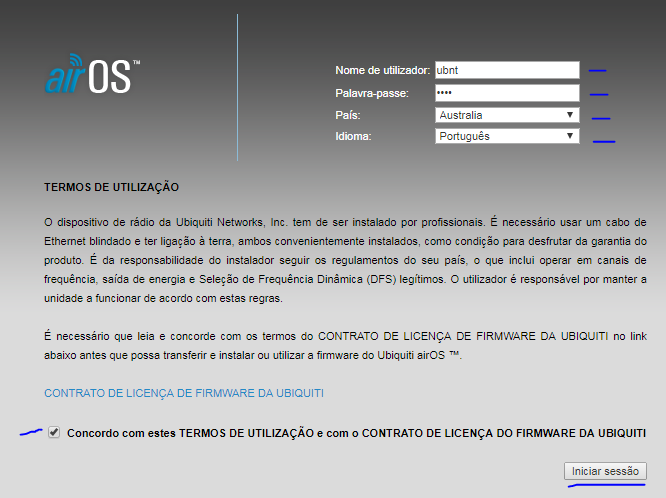 airOS™
Nome de utilizador: ubnt
Palavra-passe: ••••
País: Australia
Idioma: Português
TERMOS DE UTILIZAÇÃO
O dispositivo de rádio da Ubiquiti Networks, Inc. tem de ser instalado por profissionais. É necessário usar um cabo de
Ethernet blindado e ter ligação à terra, ambos convenientemente instalados, como condição para desfrutar da garantia do
produto. É da responsabilidade do instalador seguir os regulamentos do seu país, o que inclui operar em canais de
frequência, saída de energia e Seleção de Frequência Dinâmica (DFS) legítimos. O utilizador é responsável por manter a
unidade a funcionar de acordo com estas regras.
É necessário que leia e concorde com os termos do CONTRATO DE LICENÇA DE FIRMWARE DA UBIQUITI no link
abaixo antes que possa transferir e instalar ou utilizar a firmware do Ubiquiti airOS ™.
CONTRATO DE LICENÇA DE FIRMWARE DA UBIQUITI
Concordo com estes TERMOS DE UTILIZAÇÃO e com o CONTRATO DE LICENÇA DO FIRMWARE DA UBIQUITI
Iniciar sessão